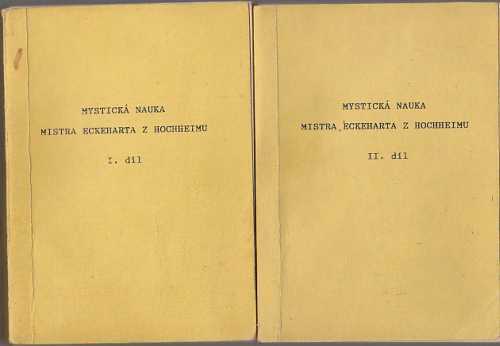 MYSTICKÁ NAUKA
MISTRA ECKEHARTA Z HOCHHEIMU
I. díl
MYSTICKÁ NAUKA
MISTRA ECKEHARTA Z HOCHHEIMU
II. díl